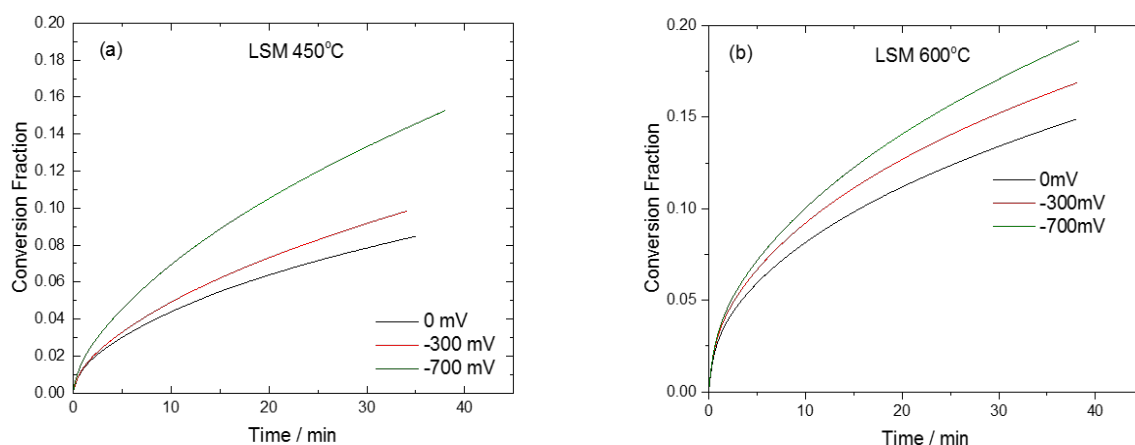 (a)
LSM 450°C
Conversion Fraction
0.20
0.18
0.16
0.14
0.12
0.10
0.08
0.06
0.04
0.02
0.00
0 mV
-300 mV
-700 mV
0 10 20 30 40
Time / min
(b)
LSM 600°C
Conversion Fraction
0.20
0.15
0.10
0.05
0.00
0mV
-300mV
-700mV
0 10 20 30 40
Time / min